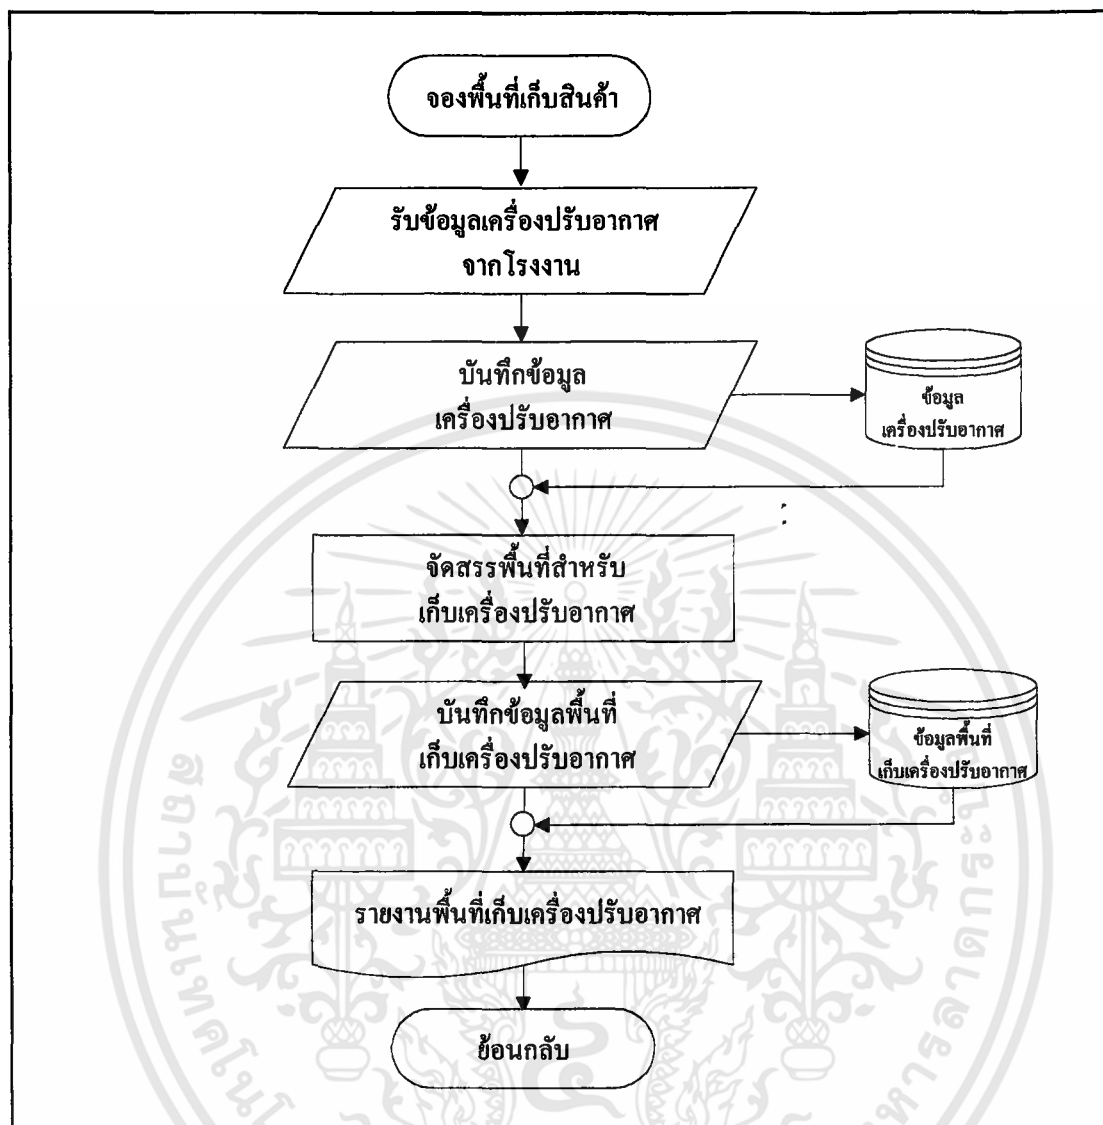 จองพื้นที่เก็บสินค้า
รับข้อมูลเครื่องปรับอากาศ
จากโรงงาน
บันทึกข้อมูล
เครื่องปรับอากาศ
ข้อมูล
เครื่องปรับอากาศ
จัดสรรพื้นที่สำหรับ
เก็บเครื่องปรับอากาศ
บันทึกข้อมูลพื้นที่
เก็บเครื่องปรับอากาศ
ข้อมูลพื้นที่
เก็บเครื่องปรับอากาศ
รายงานพื้นที่เก็บเครื่องปรับอากาศ
ย้อนกลับ